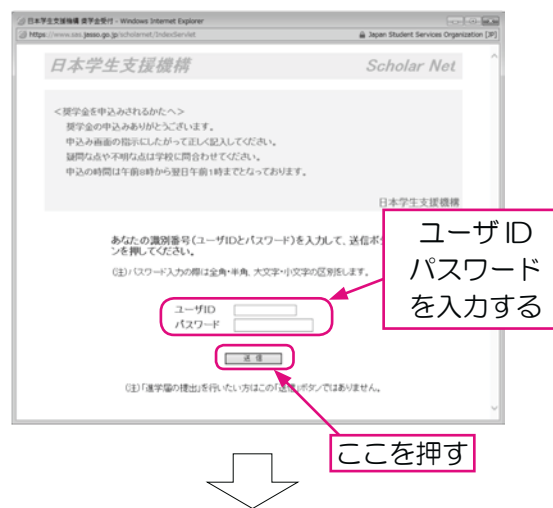 日本学生支援機構 奨学金受付 - Windows Internet Explorer
https://www.sas.jasso.go.jp/scholarnet/IndexServlet
Japan Student Services Organization [JP]
日本学生支援機構
Scholar Net
<奨学金を申込みされるかたへ>
奨学金の申込みありがとうございます。
申込み画面の指示にしたがって正しく記入してください。
疑問な点や不明な点は学校に問合わせてください。
申込の時間は午前8時から翌日午前1時までとなっております。
日本学生支援機構
あなたの識別番号(ユーザIDとパスワード)を入力して、送信ボ
ンを押してください。
(注)パスワード入力の際は全角・半角、大文字・小文字の区別をします。
ユーザID
パスワード
を入力する
ユーザID
パスワード
送 信
(注)「進学届の提出」を行いたい方はこの「送信」ボタンではありません。
ここを押す